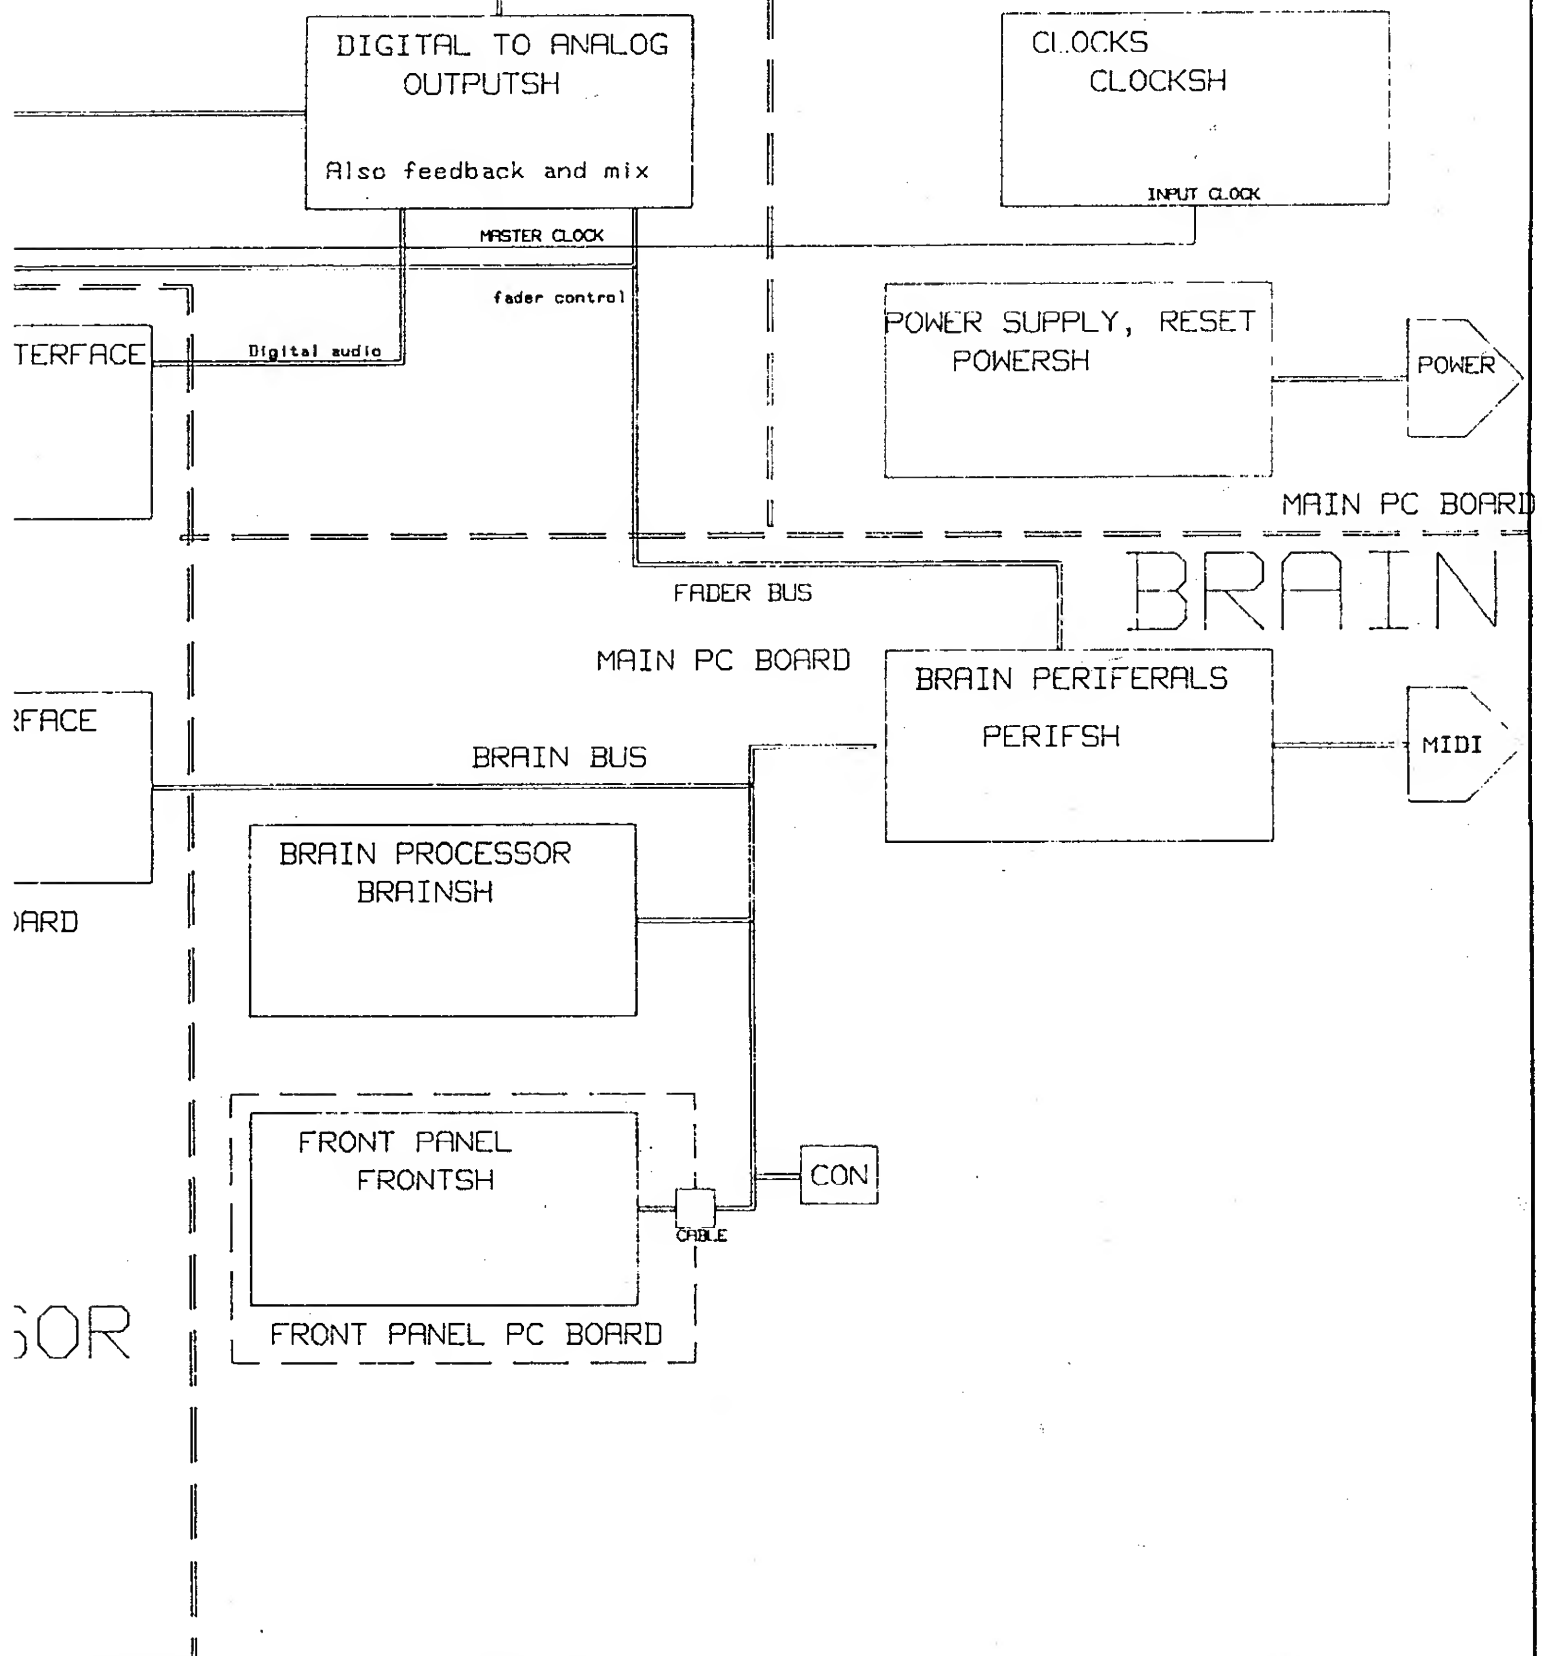 DIGITAL TO ANALOG
OUTPUTSH
Also feedback and mix
CLOCKS
CLOCKSH
INPUT CLOCK
MASTER CLOCK
fader control
TERFACE
Digital audio
POWER SUPPLY, RESET
POWERSH
POWER
MAIN PC BOARD
BRAIN
FADER BUS
MAIN PC BOARD
BRAIN PERIFERALS
PERIFSH
MIDI
RFACE
BRAIN BUS
BRAIN PROCESSOR
BRAINSH
OARD
FRONT PANEL
FRONTSH
CON
CABLE
FRONT PANEL PC BOARD
SOR